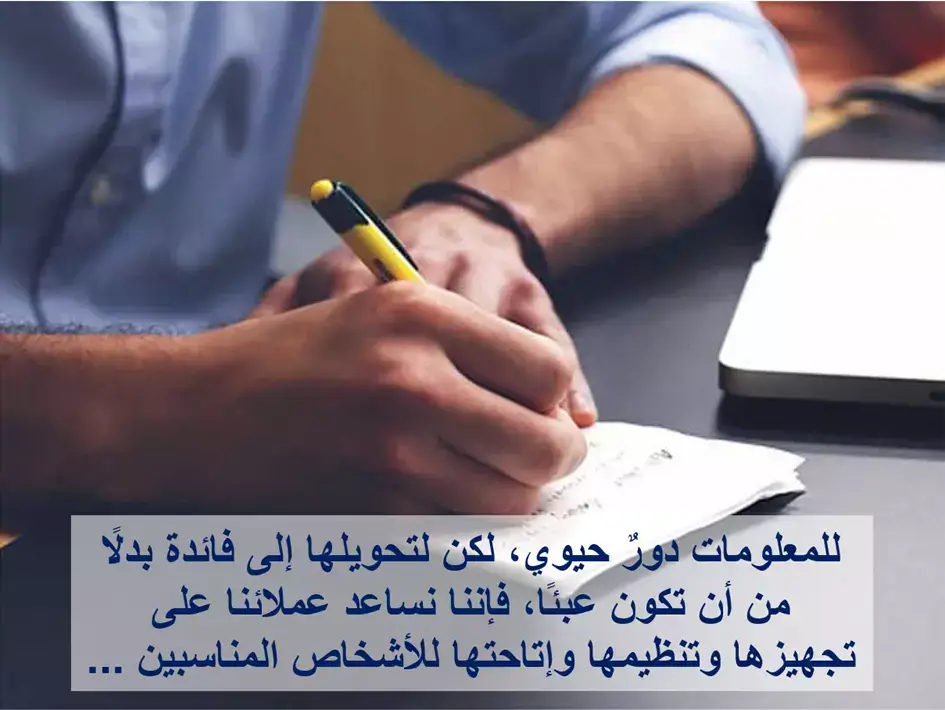 للمعلومات دورٌ حيوي، لكن لتحويلها إلى فائدة بدلًا
من أن تكون عبئًا، فإننا نساعد عملائنا على
تجهيزها وتنظيمها وإتاحتها للأشخاص المناسبين ...